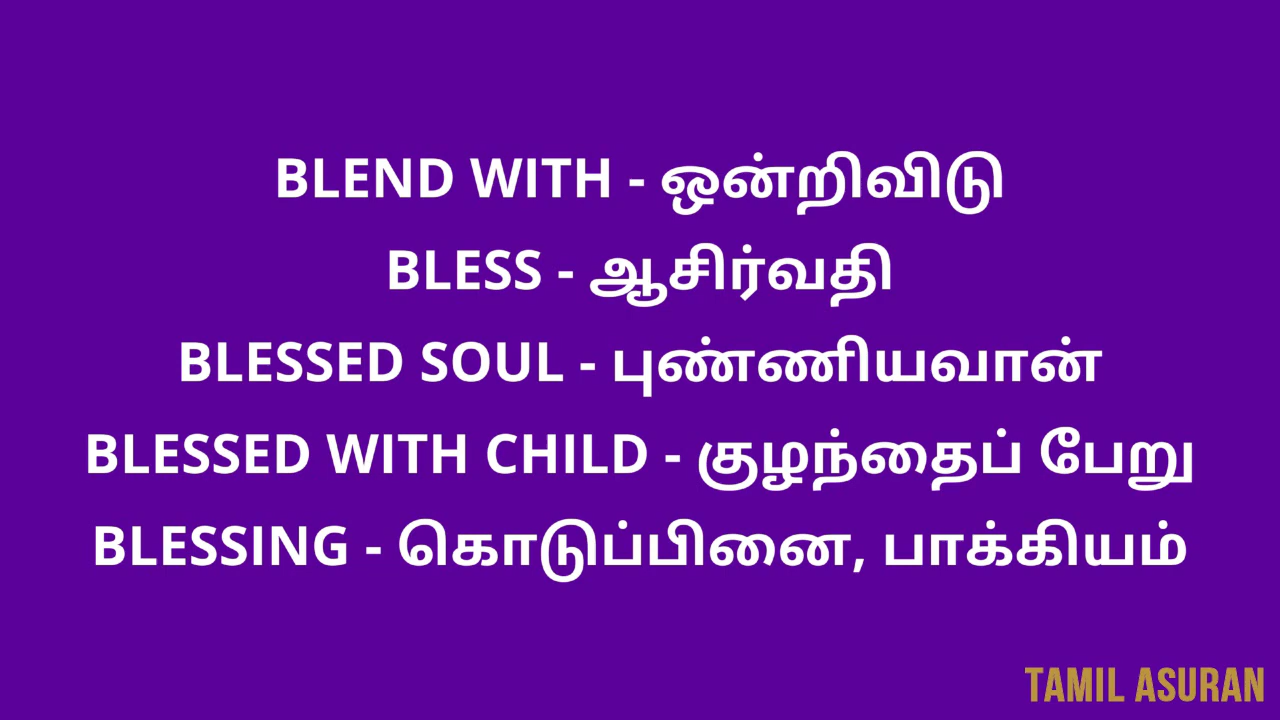 BLEND WITH - ஒன்றிவிடு
BLESS - ஆசிர்வதி
BLESSED SOUL - புண்ணியவான்
BLESSED WITH CHILD - குழந்தைப் பேறு
BLESSING - கொடுப்பினை, பாக்கியம்
TAMIL ASURAN